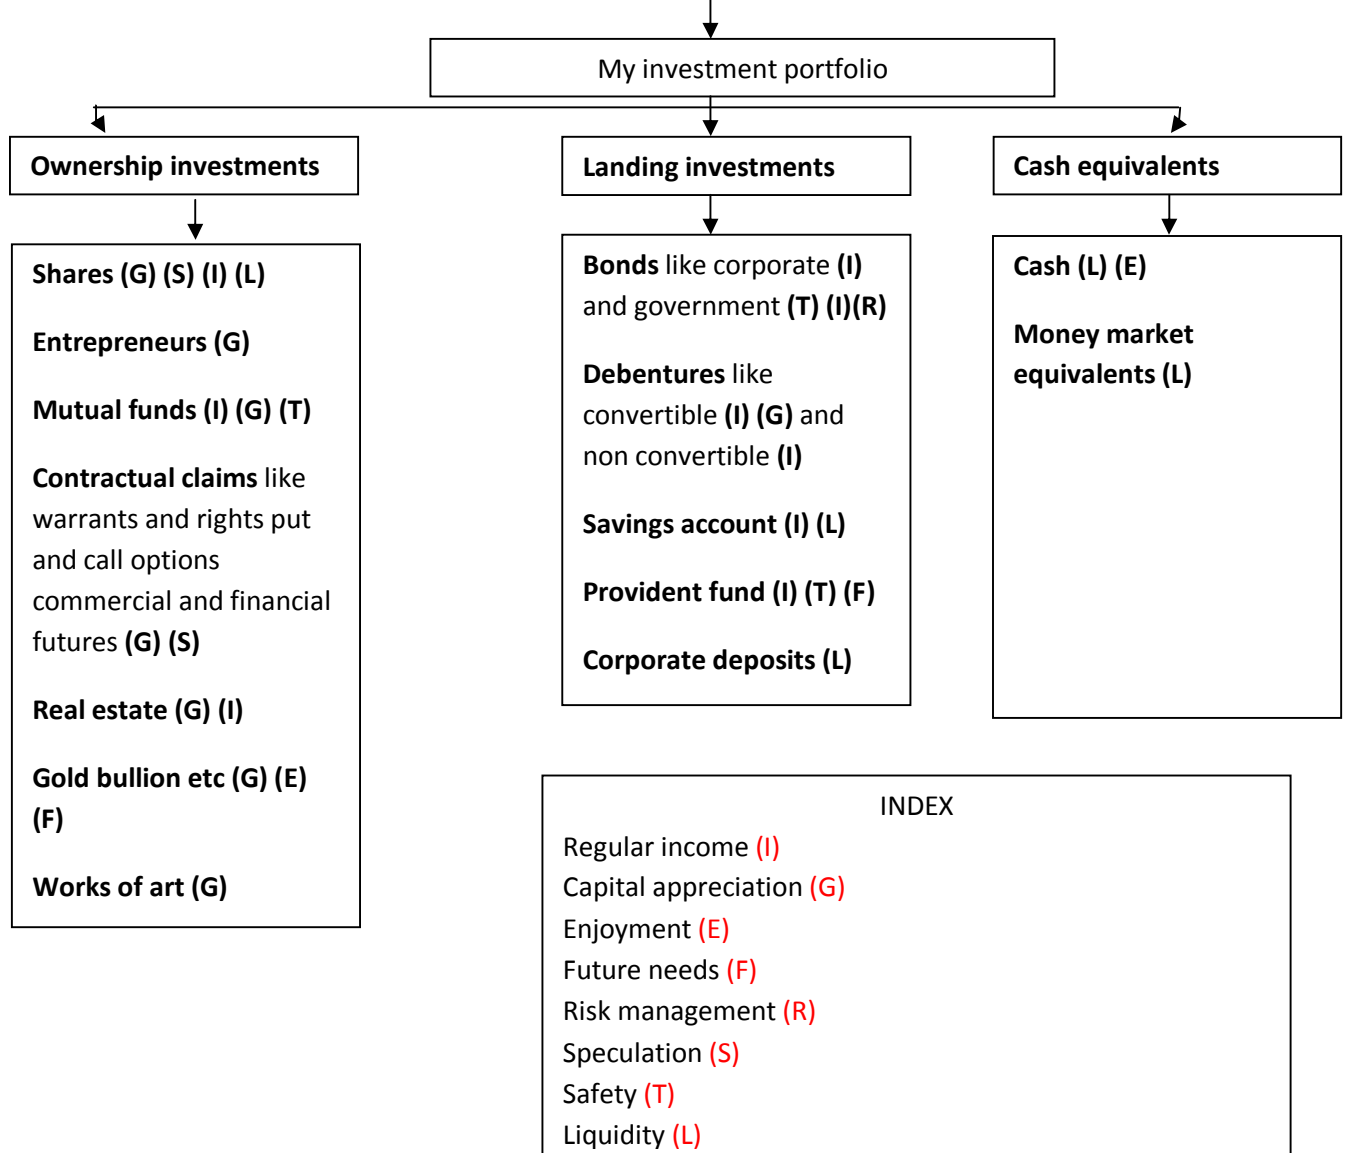 My investment portfolio
Ownership investments
Landing investments
Cash equivalents
Shares (G) (S) (I) (L)
Entrepreneurs (G)
Mutual funds (I) (G) (T)
Contractual claims like
warrants and rights put
and call options
commercial and financial
futures (G) (S)
Real estate (G) (I)
Gold bullion etc (G) (E)
(F)
Works of art (G)
Bonds like corporate (I)
and government (T) (I)(R)
Debentures like
convertible (I) (G) and
non convertible (I)
Savings account (I) (L)
Provident fund (I) (T) (F)
Corporate deposits (L)
Cash (L) (E)
Money market
equivalents (L)
INDEX
Regular income (I)
Capital appreciation (G)
Enjoyment (E)
Future needs (F)
Risk management (R)
Speculation (S)
Safety (T)
Liquidity (L)